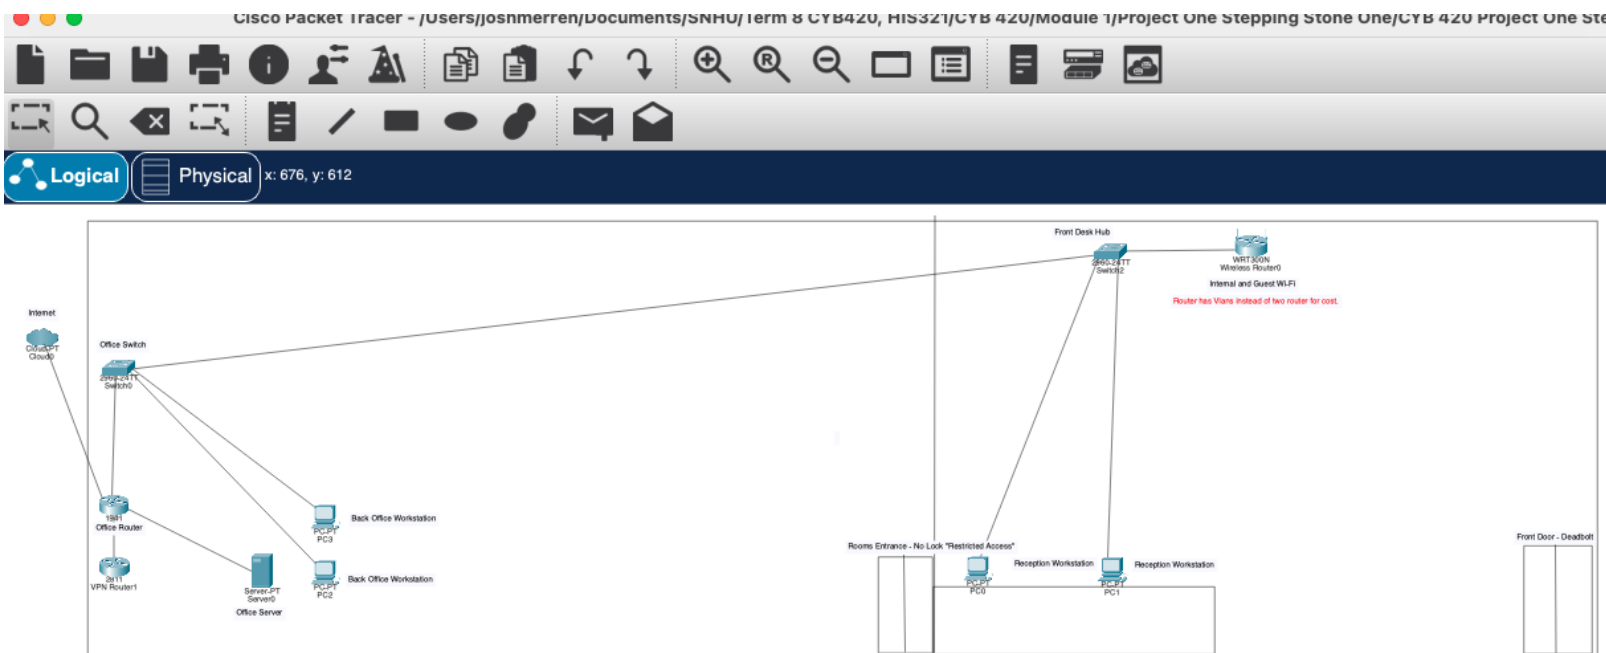 Cisco Packet Tracer - /Users/joshmerren/Documents/SNHU/Term 8 CYB420, HIS321/CYB 420/Module 1/Project One Stepping Stone One/CYB 420 Project One Ste
Logical
Physical
x: 676, y: 612
Front Desk Hub
2960-24TT
Switch2
WRT300N
Wireless Router0
Internal and Guest Wi-Fi
Router has Vlans instead of two router for cost.
Internet
Cloud-PT
Cloud0
Office Switch
2960-24TT
Switch0
1941
Office Router
2811
VPN Router1
Server-PT
Server0
Office Server
PC-PT
PC3
Back Office Workstation
PC-PT
PC2
Back Office Workstation
Rooms Entrance - No Lock "Restricted Access"
PC-PT
PC0
Reception Workstation
PC-PT
PC1
Reception Workstation
Front Door - Deadbolt